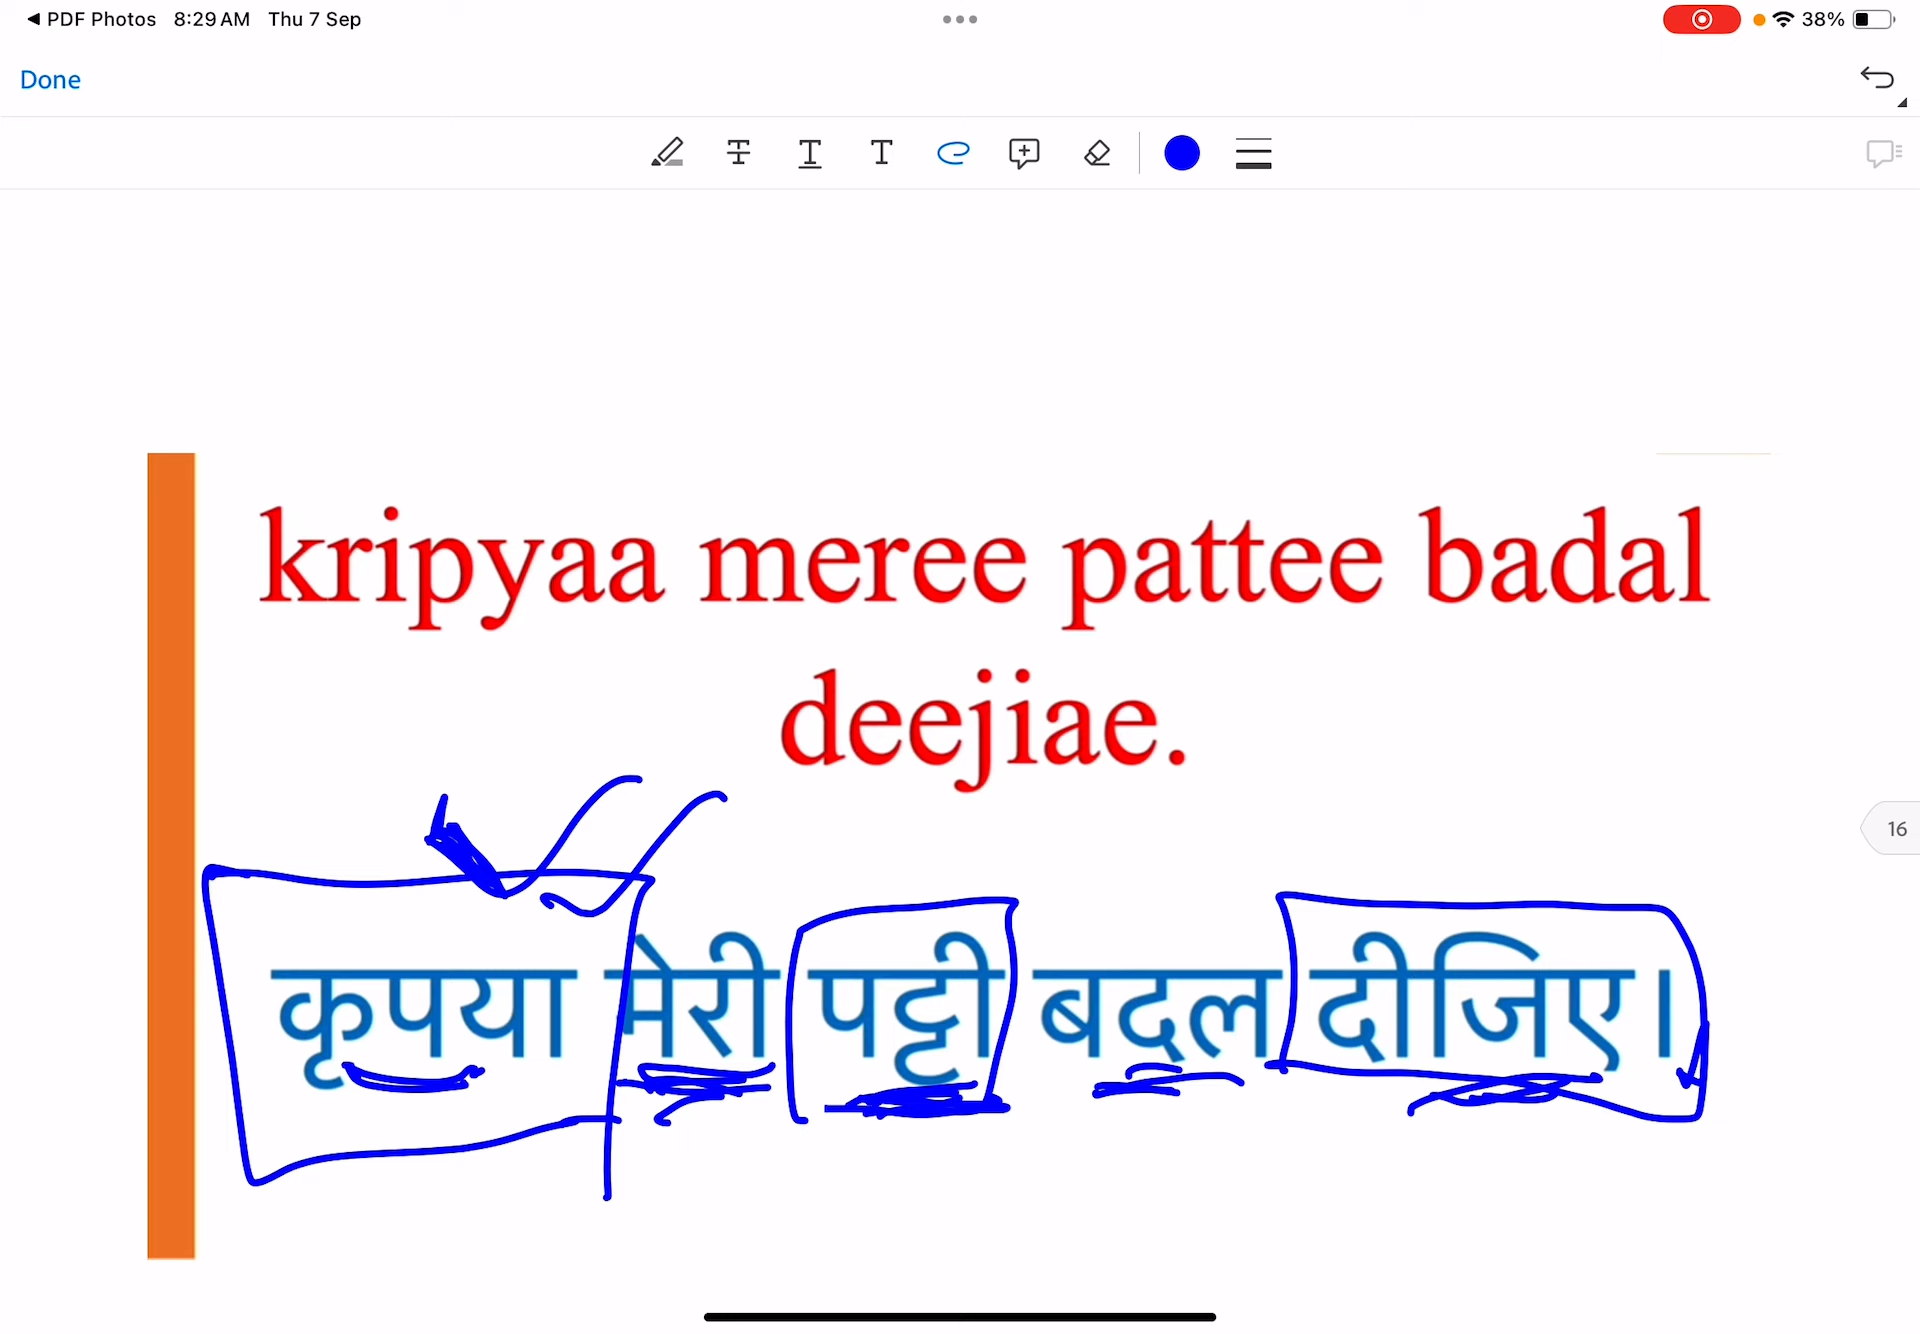 PDF Photos 8:29 AM Thu 7 Sep 38%
Done
T T T
kripyaa meree pattee badal
deejiae.
16
कृपया मेरी पट्टी बदल दीजिए।